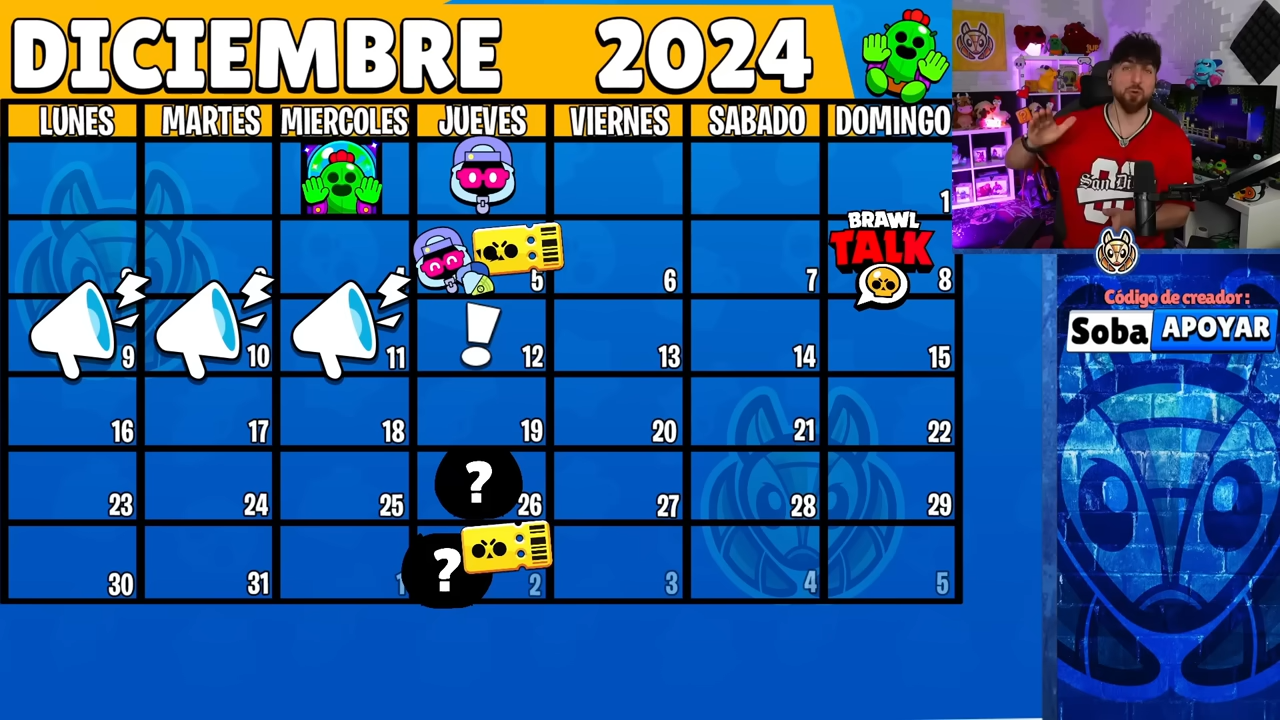 DICIEMBRE 2024
LUNES MARTES MIERCOLES JUEVES VIERNES SABADO DOMINGO
1
5 6 7 BRAWL TALK 8
9 10 11 ! 12 13 14 15
16 17 18 19 20 21 22
23 24 25 ? 26 27 28 29
30 31 1 ? 2 3 4 5
San Di
Código de creador:
Soba APOYAR